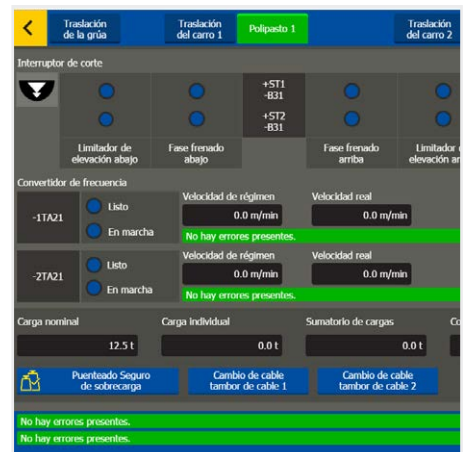 Traslación
de la grúa
Traslación
del carro 1
Polipasto 1
Traslación
del carro 2
Interruptor de corte
+ST1
-B31
+ST2
-B31
Limitador de
elevación abajo
Fase frenado
abajo
Fase frenado
arriba
Limitador
elevación ar
Convertidor de frecuencia
-1TA21
Listo
En marcha
Velocidad de régimen
Velocidad real
0.0 m/min
0.0 m/min
No hay errores presentes.
-2TA21
Listo
En marcha
Velocidad de régimen
Velocidad real
0.0 m/min
0.0 m/min
No hay errores presentes.
Carga nominal
Carga individual
Sumatorio de cargas
Co
12.5 t
0.0 t
0.0 t
Puenteado Seguro
de sobrecarga
Cambio de cable
tambor de cable 1
Cambio de cable
tambor de cable 2
No hay errores presentes.
No hay errores presentes.